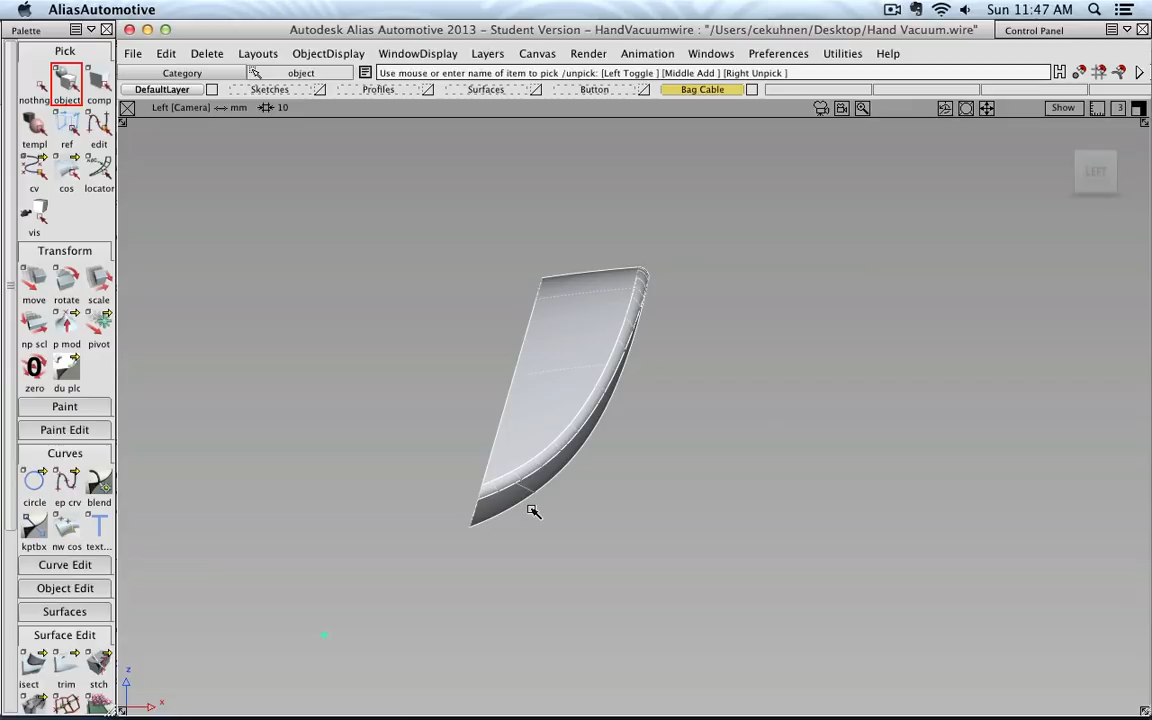 AliasAutomotive
Sun 11:47 AM
Palette
Autodesk Alias Automotive 2013 - Student Version - HandVacuumwire : "/Users/cekuhnen/Desktop/Hand Vacuum.wire"
Control Panel
File Edit Delete Layouts ObjectDisplay WindowDisplay Layers Canvas Render Animation Windows Preferences Utilities Help
Category
object
Use mouse or enter name of item to pick /unpick: [Left Toggle ] [Middle Add ] [Right Unpick ]
DefaultLayer Sketches Profiles Surfaces Button Bag Cable
Left [Camera] mm 10
Show
3
LEFT
Pick
nothng object comp
templ ref edit
cv cos locator
vis
Transform
move rotate scale
np scl p mod pivot
0
zero du plc
Paint
Paint Edit
Curves
circle ep crv blend
T
kptbx nw cos text...
Curve Edit
Object Edit
Surfaces
Surface Edit
isect trim stch
z
x